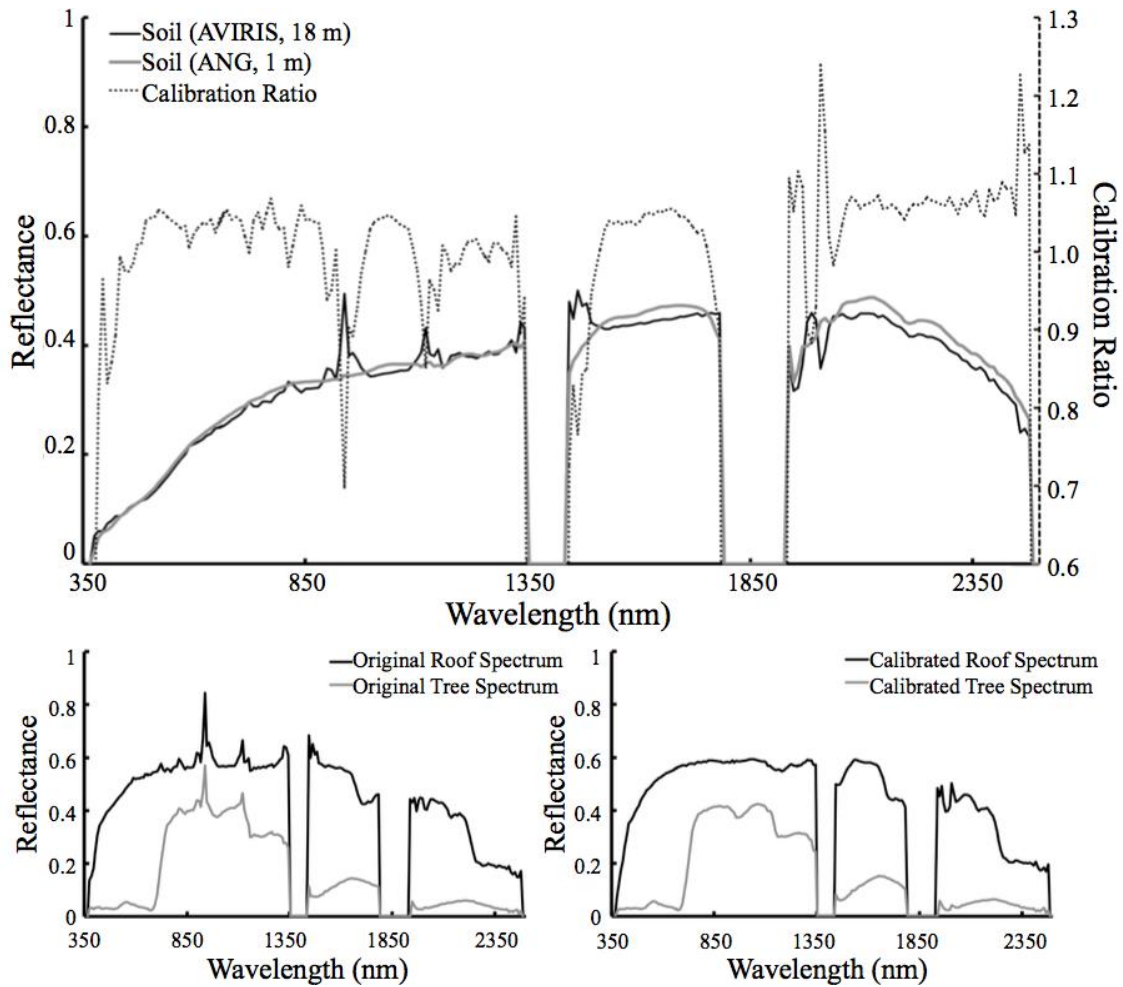 Soil (AVIRIS, 18 m)
Soil (ANG, 1 m)
Calibration Ratio
Reflectance
1
0.8
0.6
0.4
0.2
0
1.3
1.2
1.1
1.0
0.9
0.8
0.7
0.6
Calibration Ratio
350 850 1350 1850 2350
Wavelength (nm)
Original Roof Spectrum
Original Tree Spectrum
Reflectance
1
0.8
0.6
0.4
0.2
0
350 850 1350 1850 2350
Wavelength (nm)
Calibrated Roof Spectrum
Calibrated Tree Spectrum
Reflectance
1
0.8
0.6
0.4
0.2
0
350 850 1350 1850 2350
Wavelength (nm)